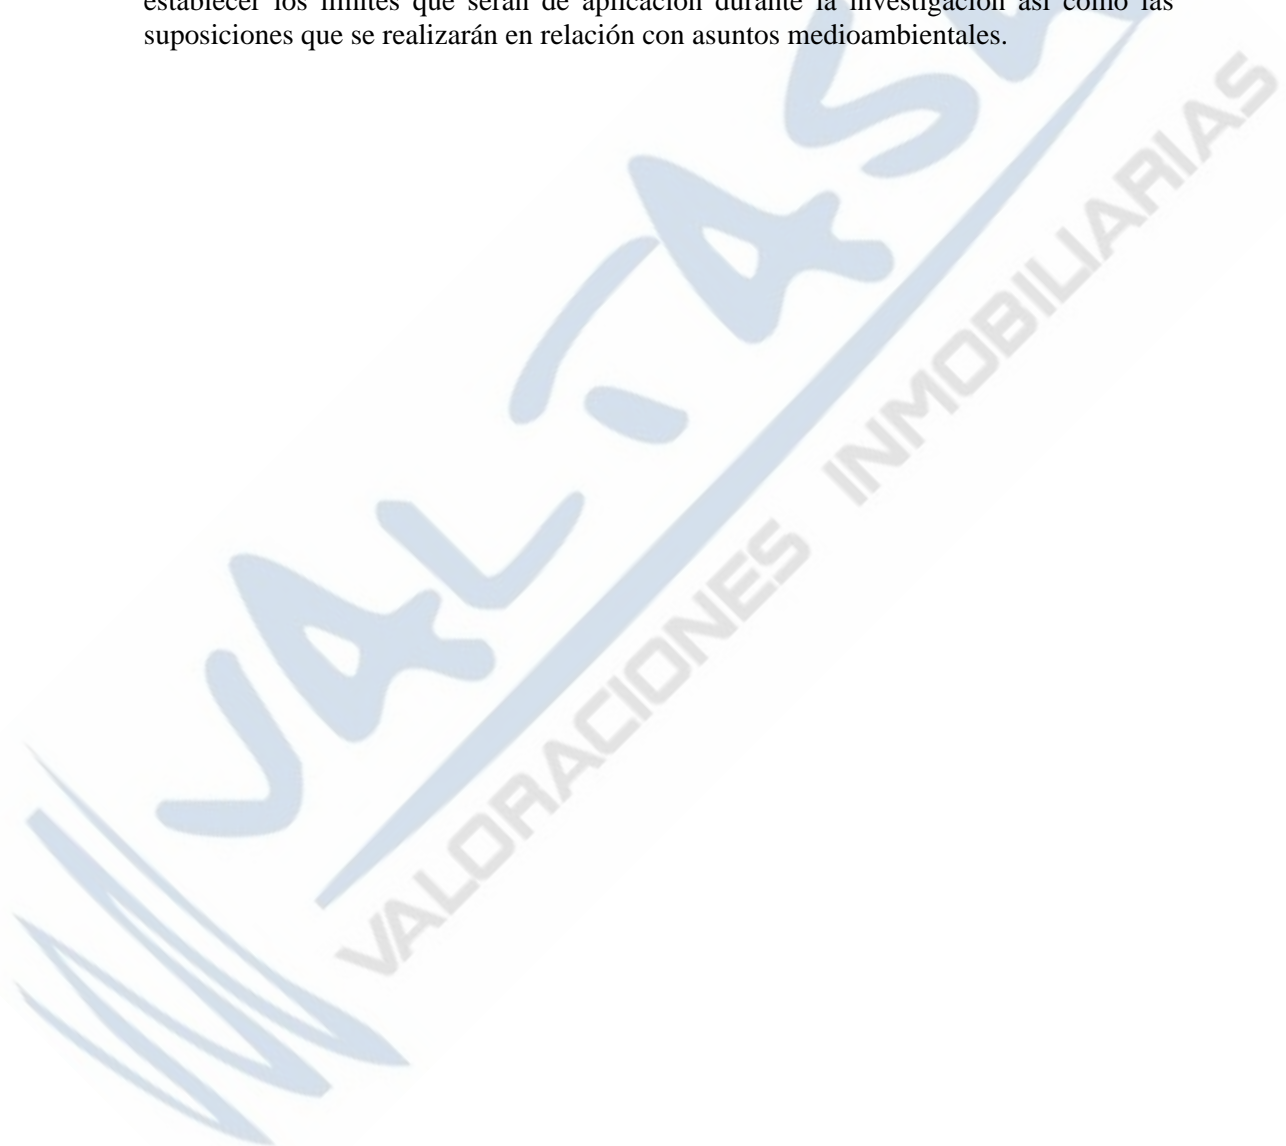 establecer los límites que serán de aplicación durante la investigación así como las
suposiciones que se realizarán en relación con asuntos medioambientales.
VALTASA
VALORACIONES INMOBILIARIAS